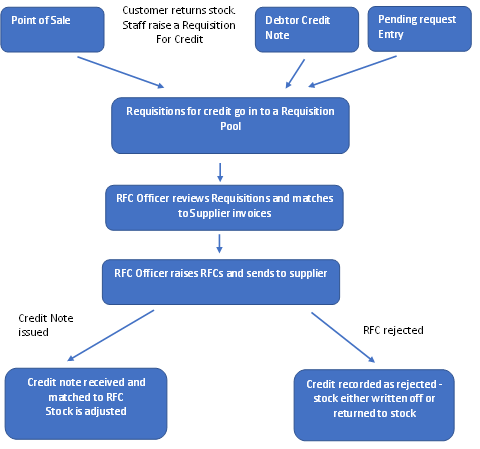 Point of Sale
Customer returns stock.
Staff raise a Requisition
For Credit
Debtor Credit
Note
Pending request
Entry
Requisitions for credit go in to a Requisition
Pool
RFC Officer reviews Requisitions and matches
to Supplier invoices
RFC Officer raises RFCs and sends to supplier
Credit Note
issued
RFC rejected
Credit note received and
matched to RFC
Stock is adjusted
Credit recorded as rejected -
stock either written off or
returned to stock